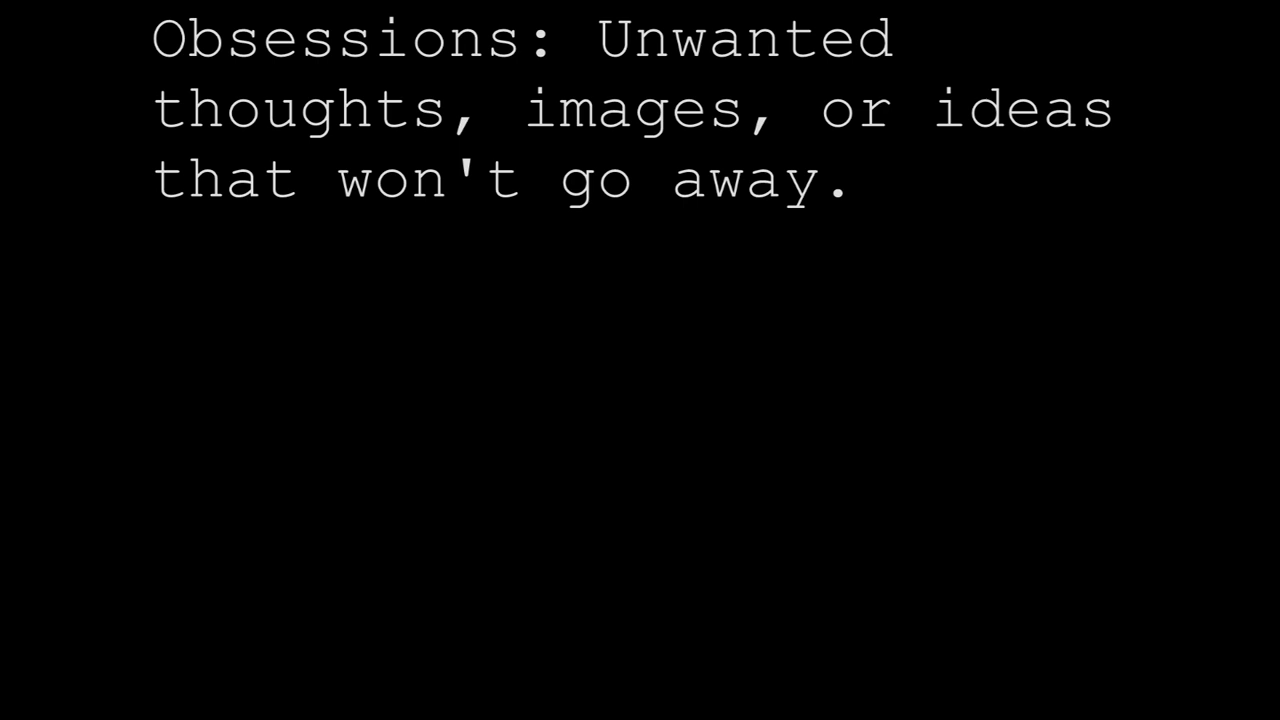 Obsessions: Unwanted
thoughts, images, or ideas
that won't go away.